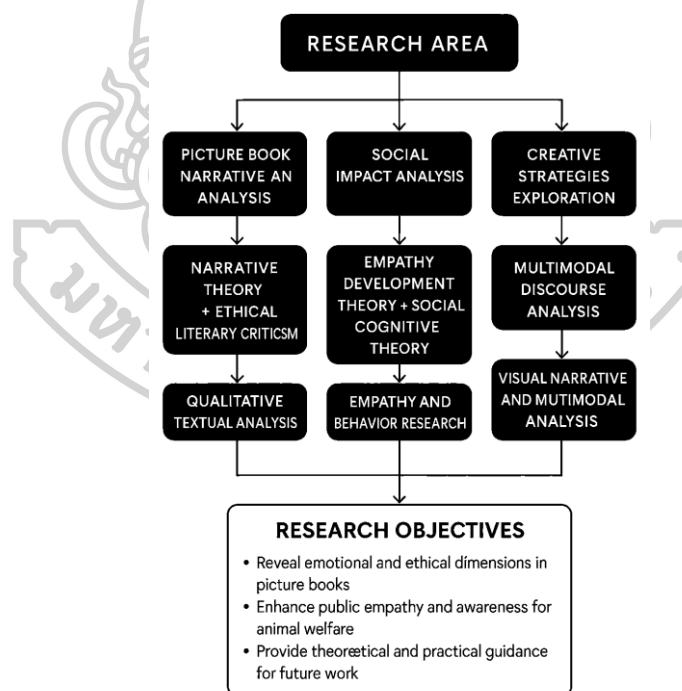 RESEARCH AREA
PICTURE BOOK
NARRATIVE AN
ANALYSIS
SOCIAL
IMPACT ANALYSIS
CREATIVE
STRATEGIES
EXPLORATION
NARRATIVE
THEORY
+ ETHICAL
LITERARY CRITICSM
EMPATHY
DEVELOPMENT
THEORY + SOCIAL
COGNITIVE
THEORY
MULTIMODAL
DISCOURSE
ANALYSIS
QUALITATIVE
TEXTUAL ANALYSIS
EMPATHY AND
BEHAVIOR RESEARCH
VISUAL NARRATIVE
AND MUTIMODAL
ANALYSIS
RESEARCH OBJECTIVES
• Reveal emotional and ethical dímensions in
picture books
• Enhance public empathy and awareness for
animal welfare
• Provide theoretical and practical guidance
for future work